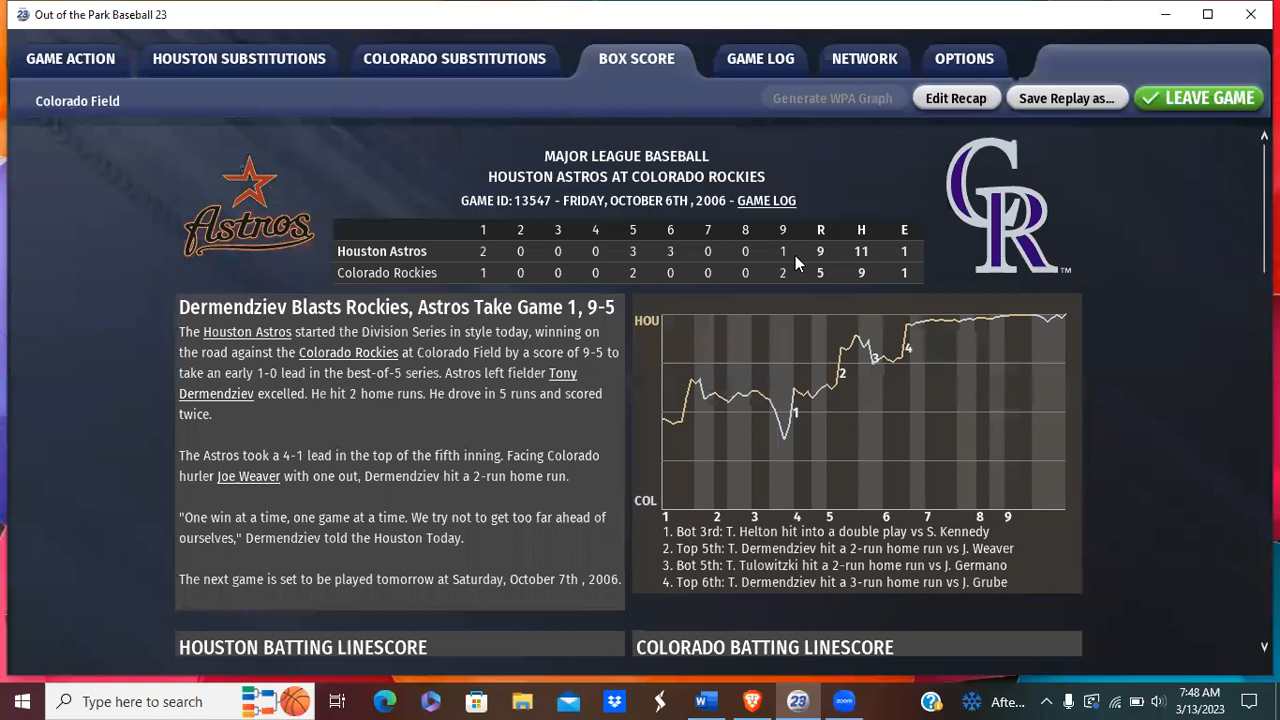 Out of the Park Baseball 23
GAME ACTION HOUSTON SUBSTITUTIONS COLORADO SUBSTITUTIONS BOX SCORE GAME LOG NETWORK OPTIONS
Colorado Field Generate WPA Graph Edit Recap Save Replay as... LEAVE GAME
MAJOR LEAGUE BASEBALL
HOUSTON ASTROS AT COLORADO ROCKIES
GAME ID: 13547 - FRIDAY, OCTOBER 6TH , 2006 - GAME LOG
Astros
CR
TM
1 2 3 4 5 6 7 8 9 R H E
Houston Astros 2 0 0 0 3 3 0 0 1 9 11 1
Colorado Rockies 1 0 0 0 2 0 0 0 2 5 9 1
Dermendziev Blasts Rockies, Astros Take Game 1, 9-5
The Houston Astros started the Division Series in style today, winning on
the road against the Colorado Rockies at Colorado Field by a score of 9-5 to
take an early 1-0 lead in the best-of-5 series. Astros left fielder Tony
Dermendziev excelled. He hit 2 home runs. He drove in 5 runs and scored
twice.
The Astros took a 4-1 lead in the top of the fifth inning. Facing Colorado
hurler Joe Weaver with one out, Dermendziev hit a 2-run home run.
"One win at a time, one game at a time. We try not to get too far ahead of
ourselves," Dermendziev told the Houston Today.
The next game is set to be played tomorrow at Saturday, October 7th , 2006.
HOU
4
3
2
1
COL
1 2 3 4 5 6 7 8 9
1. Bot 3rd: T. Helton hit into a double play vs S. Kennedy
2. Top 5th: T. Dermendziev hit a 2-run home run vs J. Weaver
3. Bot 5th: T. Tulowitzki hit a 2-run home run vs J. Germano
4. Top 6th: T. Dermendziev hit a 3-run home run vs J. Grube
HOUSTON BATTING LINESCORE
COLORADO BATTING LINESCORE
Type here to search
23
W
zoom
Afte...
7:48 AM
3/13/2023